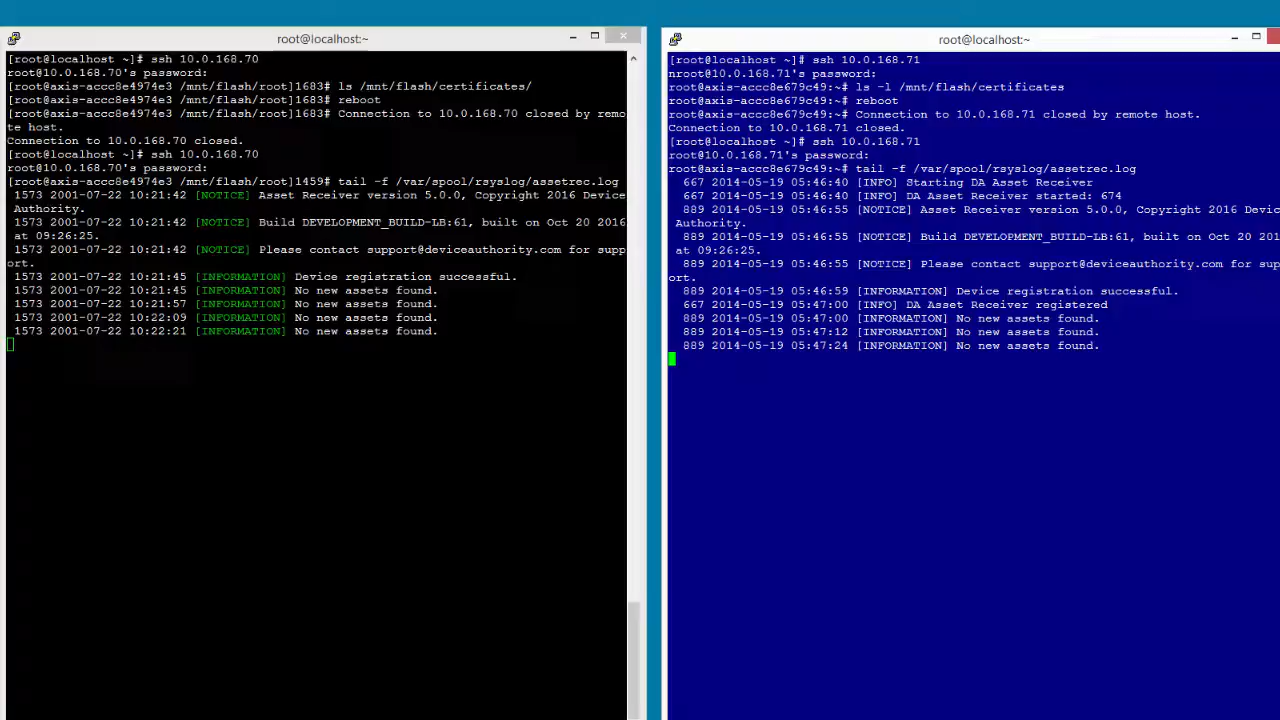 root@localhost:~
[root@localhost ~]# ssh 10.0.168.70
root@10.0.168.70's password:
[root@axis-accc8e4974e3 /mnt/flash/root]1683# ls /mnt/flash/certificates/
[root@axis-accc8e4974e3 /mnt/flash/root]1683# reboot
[root@axis-accc8e4974e3 /mnt/flash/root]1683# Connection to 10.0.168.70 closed by remo
te host.
Connection to 10.0.168.70 closed.
[root@localhost ~]# ssh 10.0.168.70
root@10.0.168.70's password:
[root@axis-accc8e4974e3 /mnt/flash/root]1459# tail -f /var/spool/rsyslog/assetrec.log
1573 2001-07-22 10:21:42 [NOTICE] Asset Receiver version 5.0.0, Copyright 2016 Device
Authority.
1573 2001-07-22 10:21:42 [NOTICE] Build DEVELOPMENT_BUILD-LB:61, built on Oct 20 2016
at 09:26:25.
1573 2001-07-22 10:21:42 [NOTICE] Please contact support@deviceauthority.com for supp
ort.
1573 2001-07-22 10:21:45 [INFORMATION] Device registration successful.
1573 2001-07-22 10:21:45 [INFORMATION] No new assets found.
1573 2001-07-22 10:21:57 [INFORMATION] No new assets found.
1573 2001-07-22 10:22:09 [INFORMATION] No new assets found.
1573 2001-07-22 10:22:21 [INFORMATION] No new assets found.
root@localhost:~
[root@localhost ~]# ssh 10.0.168.71
nroot@10.0.168.71's password:
root@axis-accc8e679c49:~# ls -l /mnt/flash/certificates
root@axis-accc8e679c49:~# reboot
root@axis-accc8e679c49:~# Connection to 10.0.168.71 closed by remote host.
Connection to 10.0.168.71 closed.
[root@localhost ~]# ssh 10.0.168.71
root@10.0.168.71's password:
root@axis-accc8e679c49:~# tail -f /var/spool/rsyslog/assetrec.log
667 2014-05-19 05:46:40 [INFO] Starting DA Asset Receiver
667 2014-05-19 05:46:40 [INFO] DA Asset Receiver started: 674
889 2014-05-19 05:46:55 [NOTICE] Asset Receiver version 5.0.0, Copyright 2016 Devic
Authority.
889 2014-05-19 05:46:55 [NOTICE] Build DEVELOPMENT_BUILD-LB:61, built on Oct 20 201
at 09:26:25.
889 2014-05-19 05:46:55 [NOTICE] Please contact support@deviceauthority.com for sup
ort.
889 2014-05-19 05:46:59 [INFORMATION] Device registration successful.
667 2014-05-19 05:47:00 [INFO] DA Asset Receiver registered
889 2014-05-19 05:47:00 [INFORMATION] No new assets found.
889 2014-05-19 05:47:12 [INFORMATION] No new assets found.
889 2014-05-19 05:47:24 [INFORMATION] No new assets found.